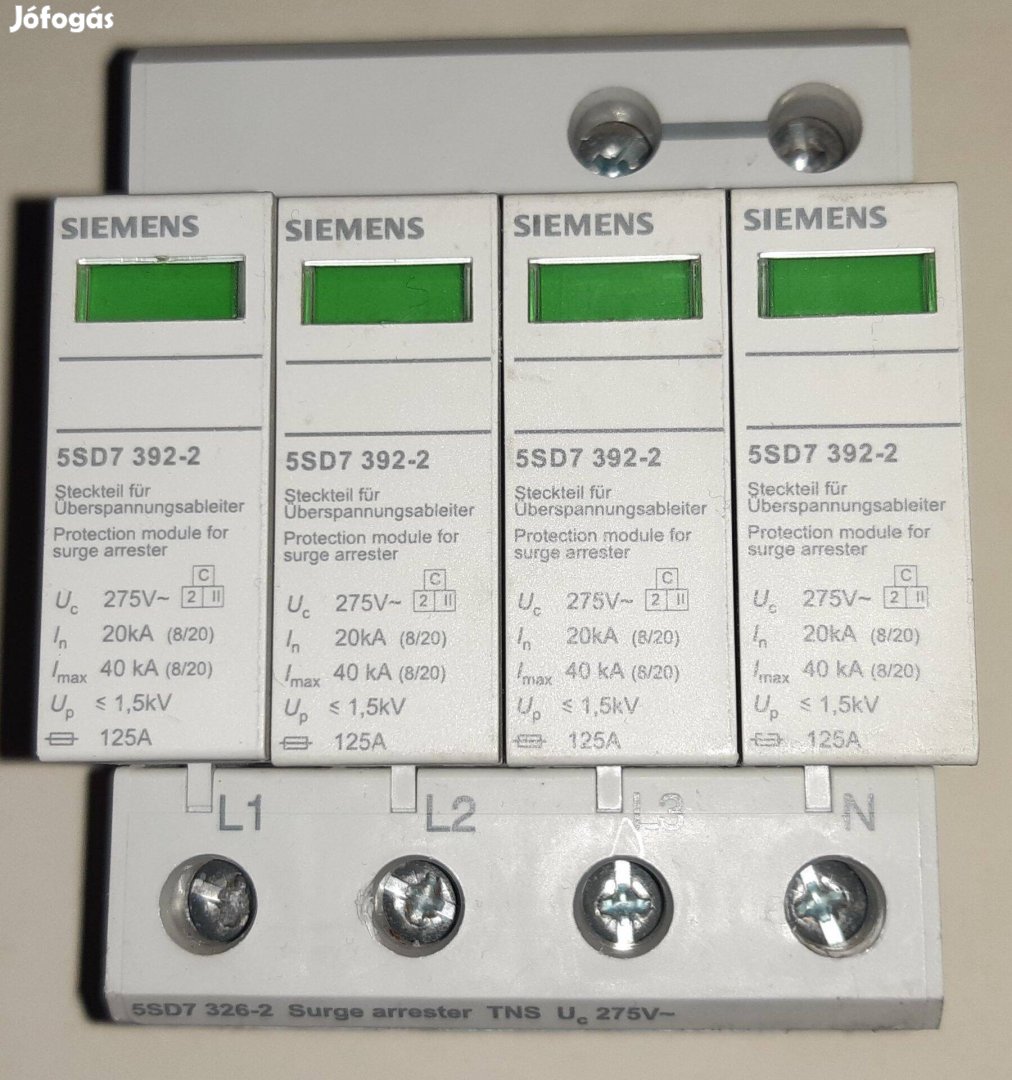 Jófogás
SIEMENS
5SD7 392-2
Steckteil für
Überspannungsableiter
Protection module for
surge arrester
C
2 II
Uc 275V~
In 20kA (8/20)
Imax 40 kA (8/20)
Up ≤ 1,5kV
125A
SIEMENS
5SD7 392-2
Steckteil für
Überspannungsableiter
Protection module for
surge arrester
C
2 II
Uc 275V~
In 20kA (8/20)
Imax 40 kA (8/20)
Up ≤ 1,5kV
125A
SIEMENS
5SD7 392-2
Steckteil für
Überspannungsableiter
Protection module for
surge arrester
C
2 II
Uc 275V~
In 20kA (8/20)
Imax 40 kA (8/20)
Up ≤ 1,5kV
125A
SIEMENS
5SD7 392-2
Steckteil für
Überspannungsableiter
Protection module for
surge arrester
C
2 II
Uc 275V~
In 20kA (8/20)
Imax 40 kA (8/20)
Up ≤ 1,5kV
125A
L1 L2 L3 N
5SD7 326-2 Surge arrester TNS Uc 275V~